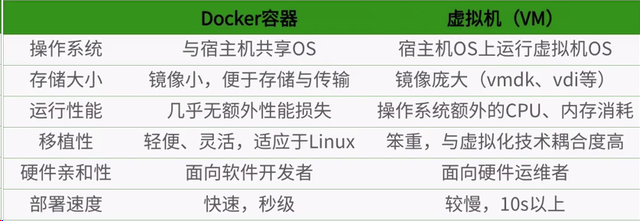 Docker容器 虚拟机（VM）
操作系统 与宿主机共享OS 宿主机OS上运行虚拟机OS
存储大小 镜像小，便于存储与传输 镜像庞大（vmdk、vdi等）
运行性能 几乎无额外性能损失 操作系统额外的CPU、内存消耗
移植性 轻便、灵活，适应于Linux 笨重，与虚拟化技术耦合度高
硬件亲和性 面向软件开发者 面向硬件运维者
部署速度 快速，秒级 较慢，10s以上